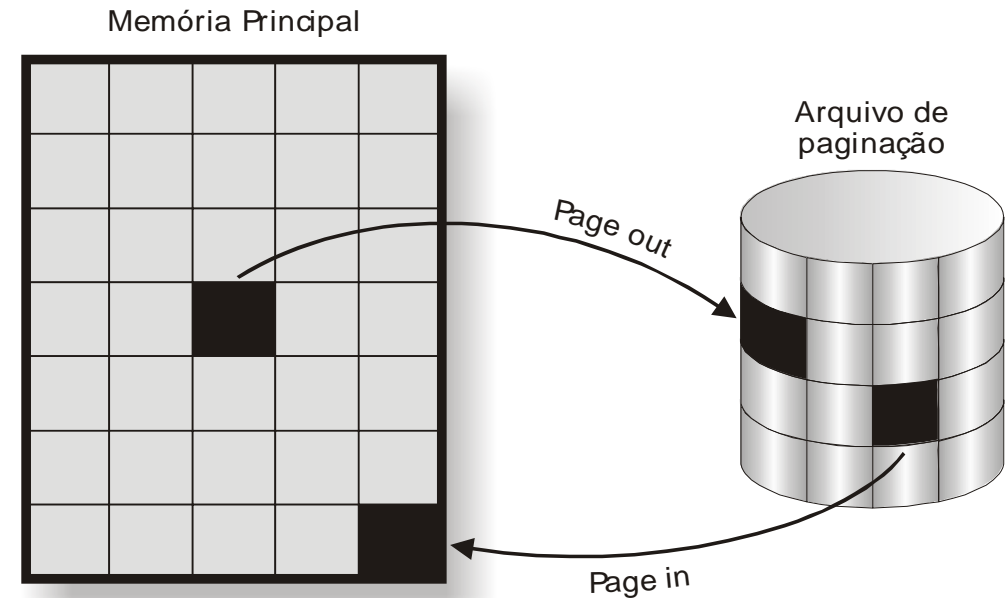 Memória Principal
Arquivo de
paginação
Page out
Page in